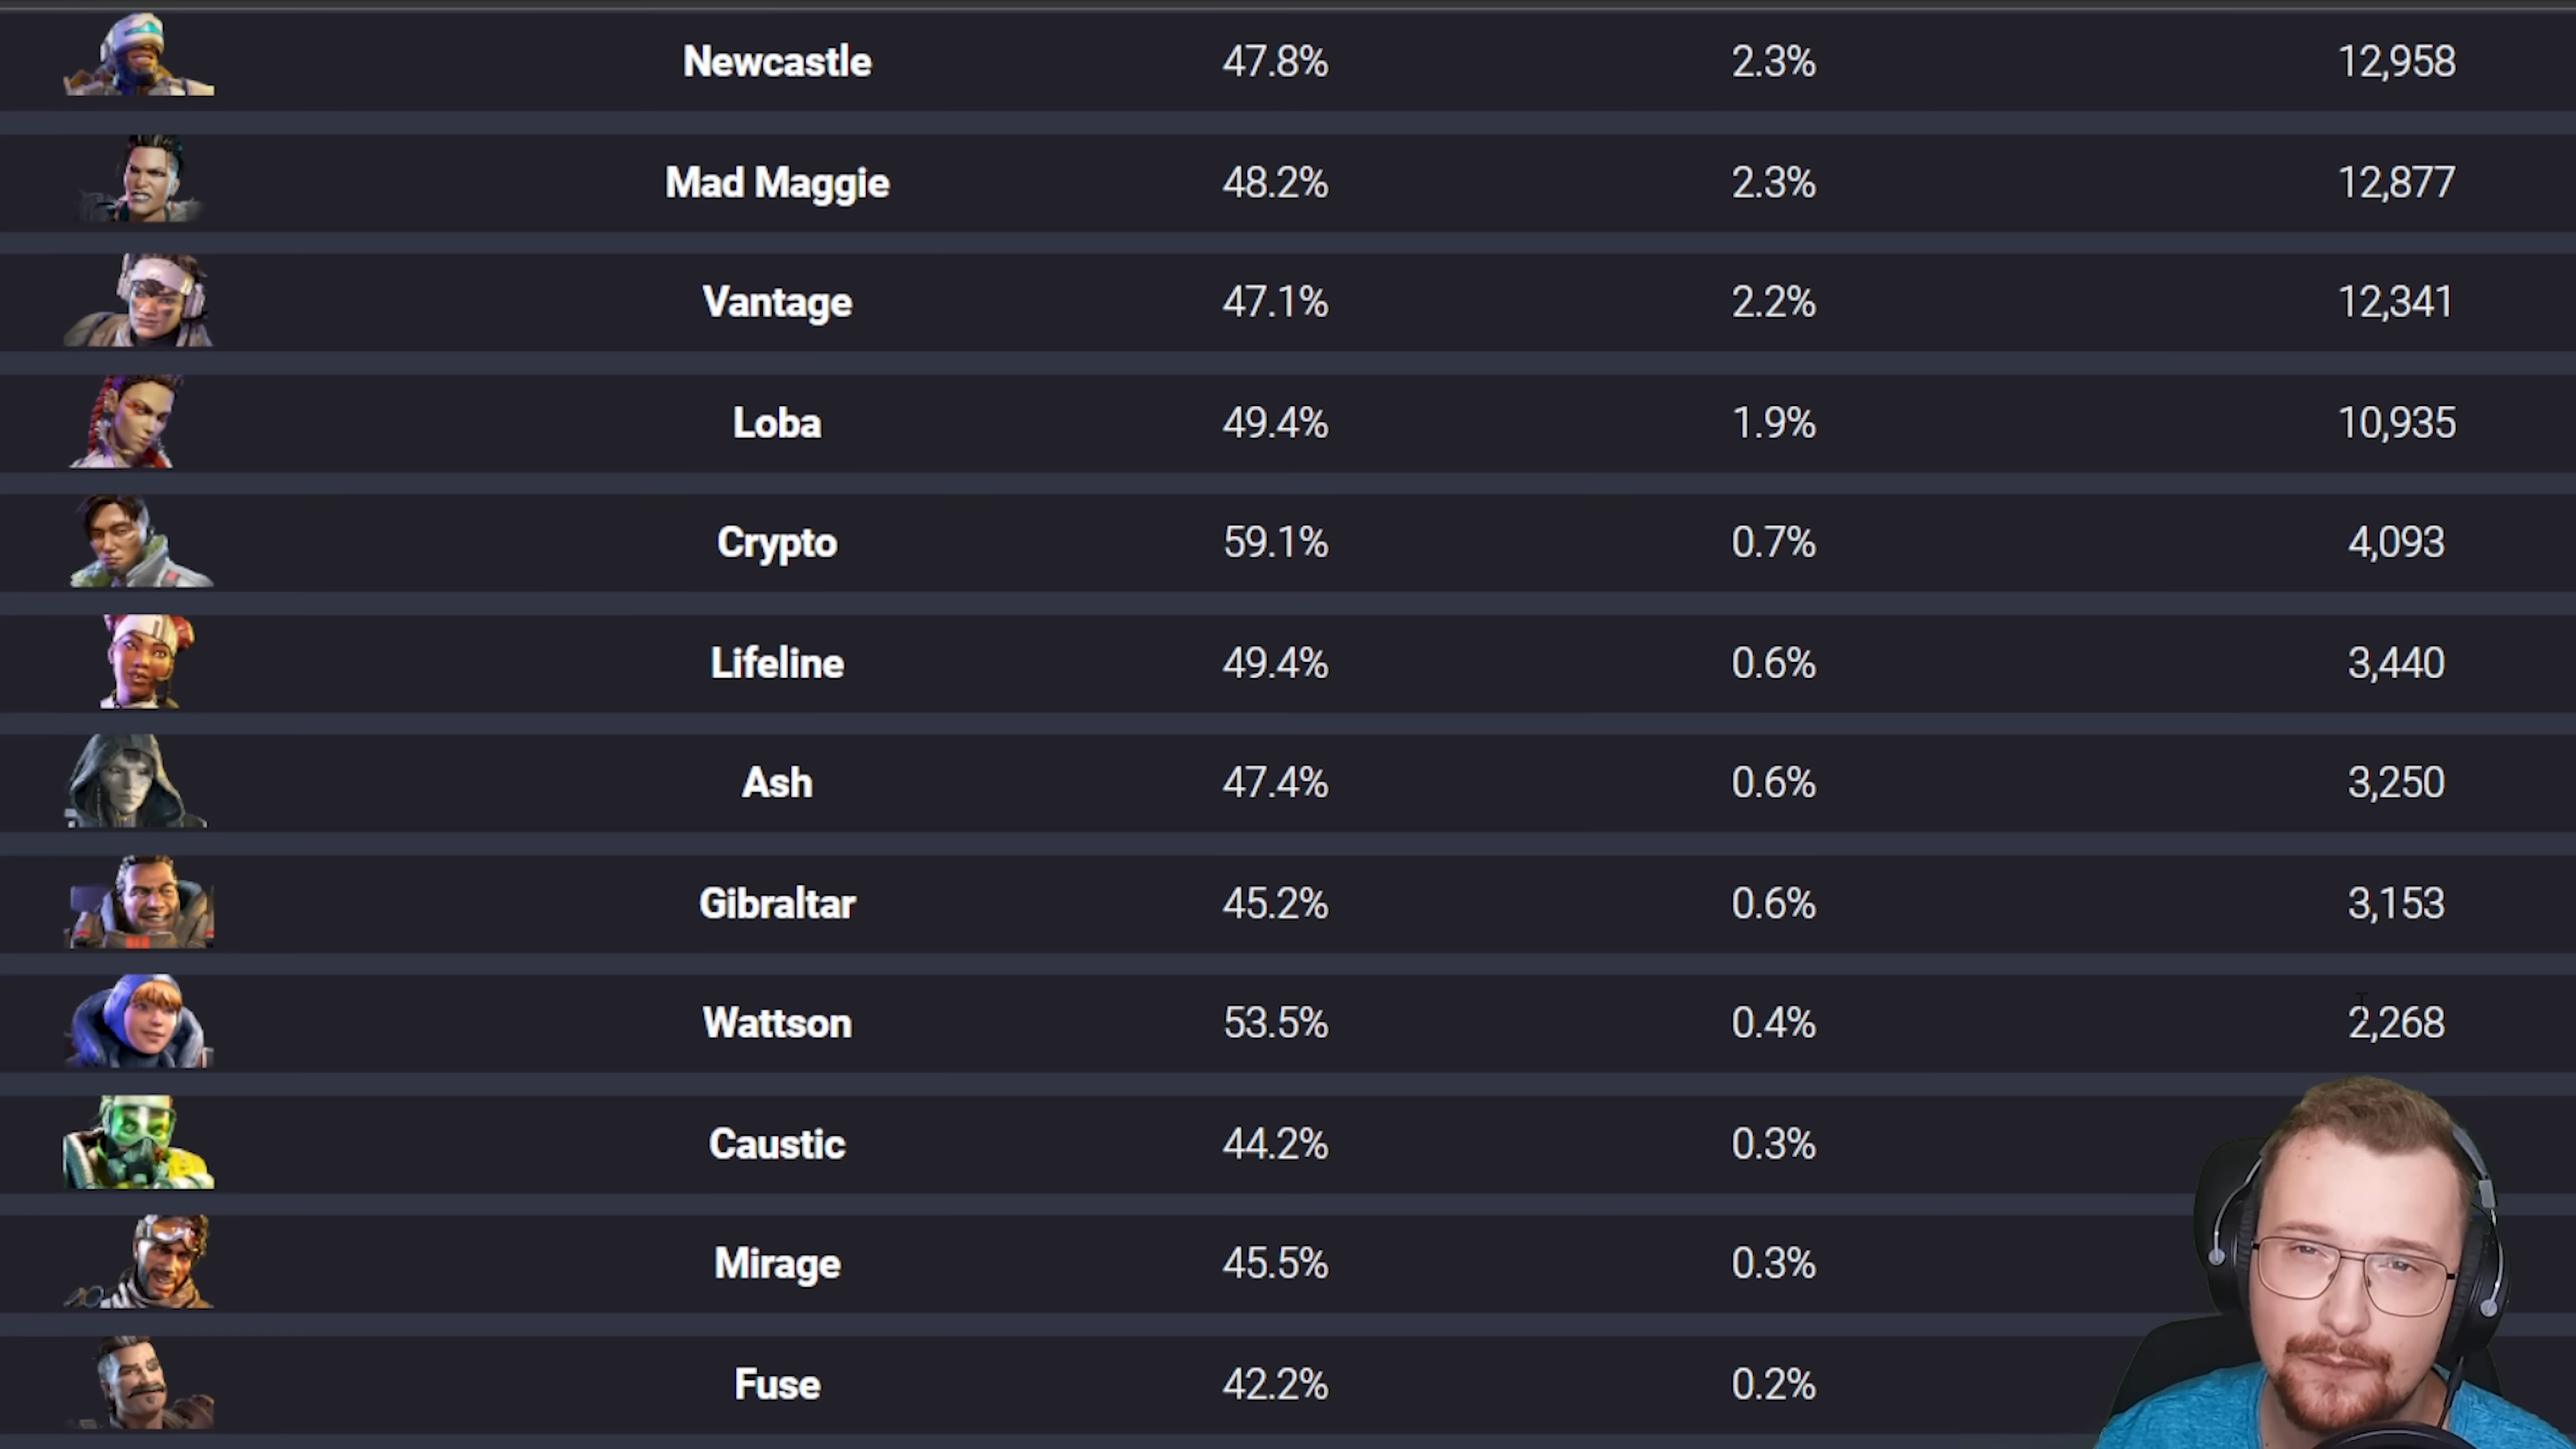 Newcastle 47.8% 2.3% 12,958
Mad Maggie 48.2% 2.3% 12,877
Vantage 47.1% 2.2% 12,341
Loba 49.4% 1.9% 10,935
Crypto 59.1% 0.7% 4,093
Lifeline 49.4% 0.6% 3,440
Ash 47.4% 0.6% 3,250
Gibraltar 45.2% 0.6% 3,153
Wattson 53.5% 0.4% 2,268
Caustic 44.2% 0.3%
Mirage 45.5% 0.3%
Fuse 42.2% 0.2%